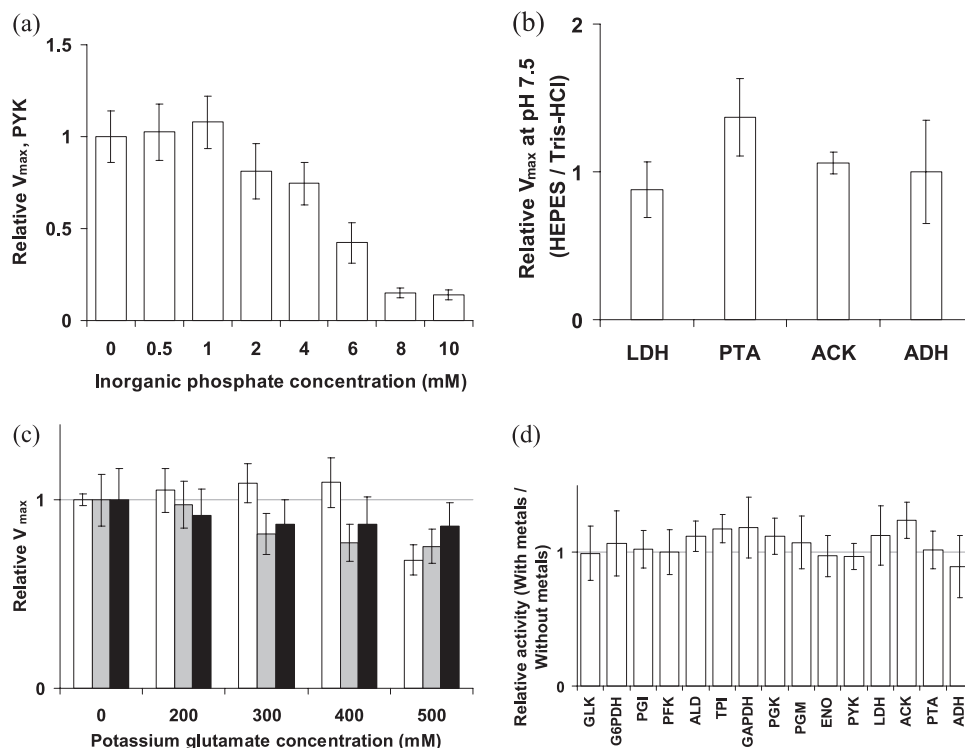 (a)
1.5
1
0.5
0
Relative Vmax, PYK
0 0.5 1 2 4 6 8 10
Inorganic phosphate concentration (mM)
(b)
2
1
0
Relative Vmax at pH 7.5
(HEPES / Tris-HCl)
LDH PTA ACK ADH
(c)
1
0
Relative V max
0 200 300 400 500
Potassium glutamate concentration (mM)
(d)
2
1
0
Relative activity (With metals /
Without metals)
GLK
G6PDH
PGI
PFK
ALD
TPI
GAPDH
PGK
PGM
ENO
PYK
LDH
ACK
PTA
ADH